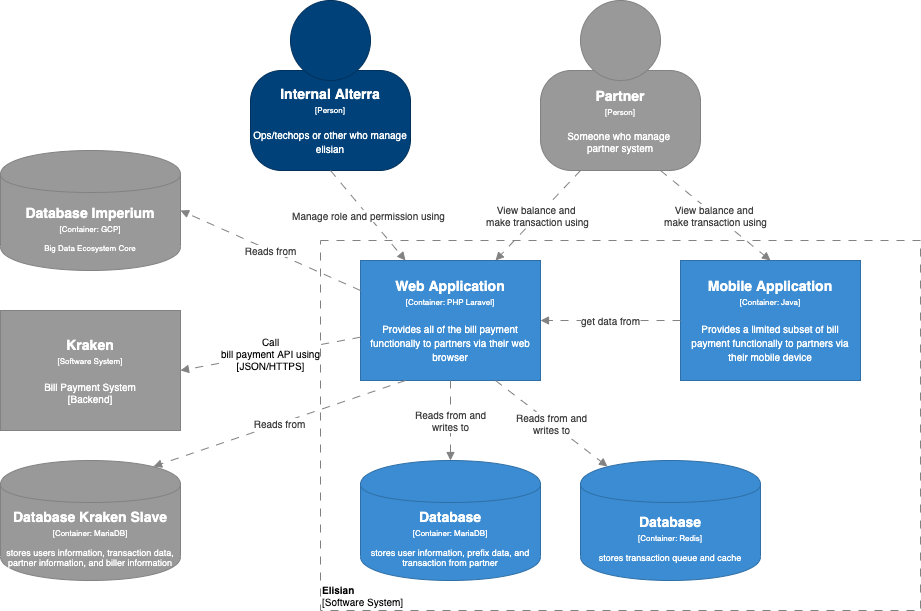 Internal Alterra
[Person]
Ops/techops or other who manage
elisian
Partner
[Person]
Someone who manage
partner system
Manage role and permission using
View balance and
make transaction using
View balance and
make transaction using
Database Imperium
[Container: GCP]
Big Data Ecosystem Core
Reads from
Web Application
[Container: PHP Laravel]
Provides all of the bill payment
functionally to partners via their web
browser
get data from
Mobile Application
[Container: Java]
Provides a limited subset of bill
payment functionally to partners via
their mobile device
Kraken
[Software System]
Bill Payment System
[Backend]
Call
bill payment API using
[JSON/HTTPS]
Reads from
Reads from and
writes to
Reads from and
writes to
Database Kraken Slave
[Container: MariaDB]
stores users information, transaction data,
partner information, and biller information
Database
[Container: MariaDB]
stores user information, prefix data, and
transaction from partner
Database
[Container: Redis]
stores transaction queue and cache
Elisian
[Software System]